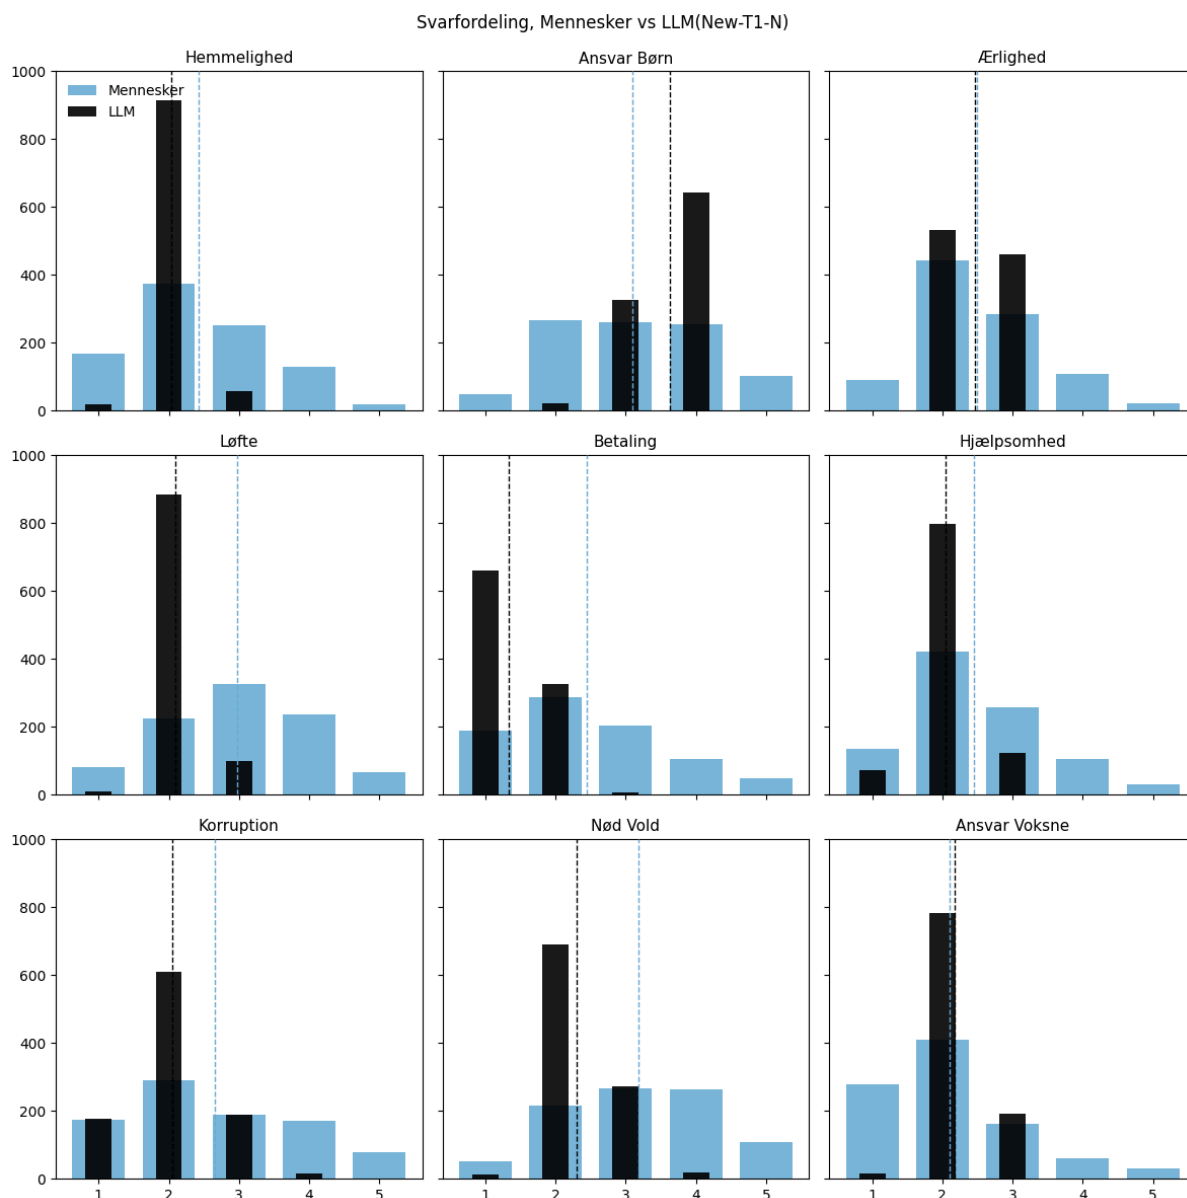 Svarfordeling, Mennesker vs LLM(New-T1-N)
Hemmelighed
Ansvar Børn
Ærlighed
1000
800
600
400
200
0
Mennesker
LLM
Løfte
Betaling
Hjælpsomhed
1000
800
600
400
200
0
Korruption
Nød Vold
Ansvar Voksne
1000
800
600
400
200
0
1 2 3 4 5
1 2 3 4 5
1 2 3 4 5